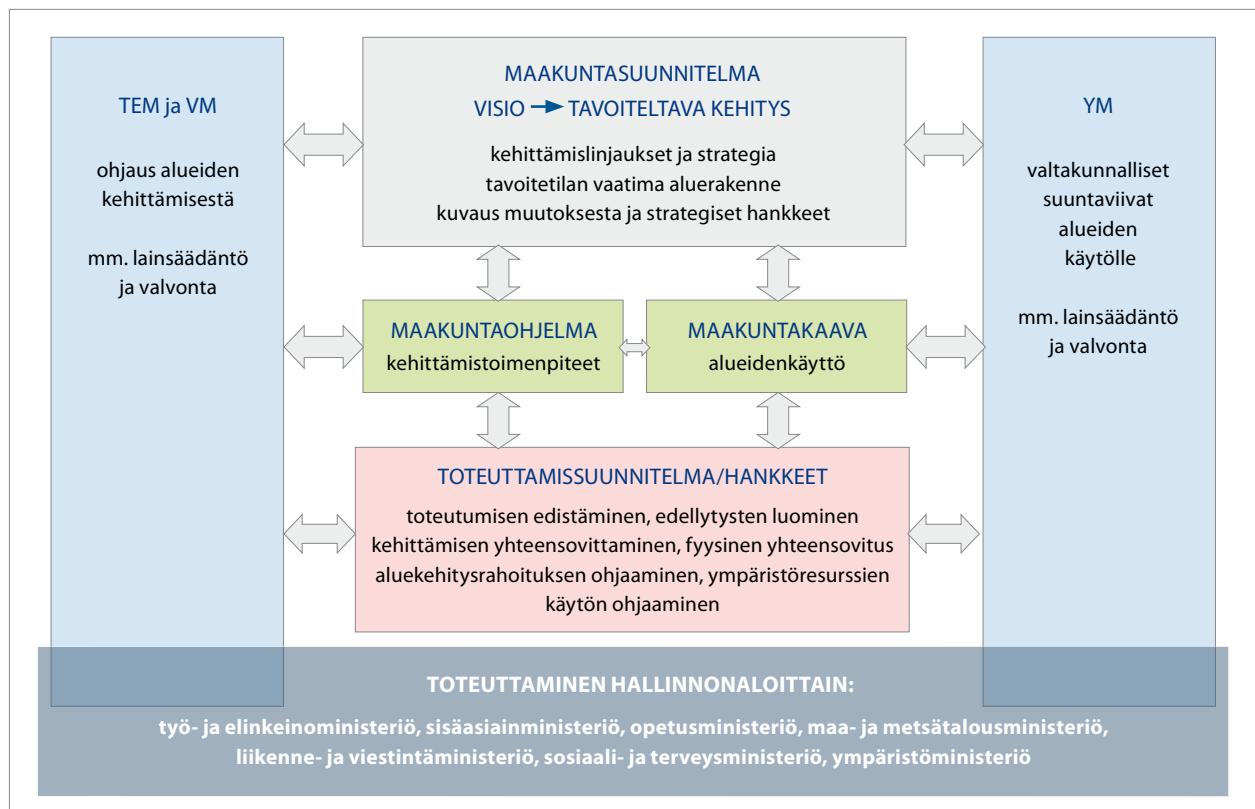 TEM ja VM
ohjaus alueiden
kehittämisestä
mm. lainsäädäntö
ja valvonta
MAAKUNTASUUNNITELMA
VISIO → TAVOITELTAVA KEHITYS
kehittämislinjaukset ja strategia
tavoitetilan vaatima aluerakenne
kuvaus muutoksesta ja strategiset hankkeet
YM
valtakunnalliset
suuntaviivat
alueiden
käytölle
mm. lainsäädäntö
ja valvonta
MAAKUNTAOHJELMA
kehittämistoimenpiteet
MAAKUNTAKAAVA
alueidenkäyttö
TOTEUTTAMISSUUNNITELMA/HANKKEET
toteutumisen edistäminen, edellytysten luominen
kehittämisen yhteensovittaminen, fyysinen yhteensovitus
aluekehitysrahoituksen ohjaaminen, ympäristöresurssien
käytön ohjaaminen
TOTEUTTAMINEN HALLINNONALOITTAIN:
työ- ja elinkeinoministeriö, sisäasiainministeriö, opetusministeriö, maa- ja metsätalousministeriö,
liikenne- ja viestintäministeriö, sosiaali- ja terveysministeriö, ympäristöministeriö